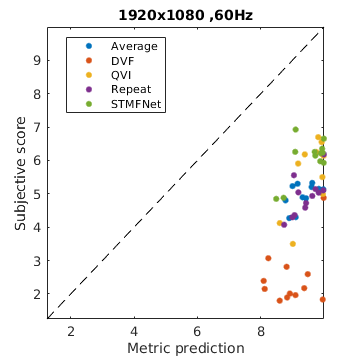 1920x1080 ,60Hz
Average
DVF
QVI
Repeat
STMFNet
Subjective score
9
8
7
6
5
4
3
2
2
4
6
8
Metric prediction